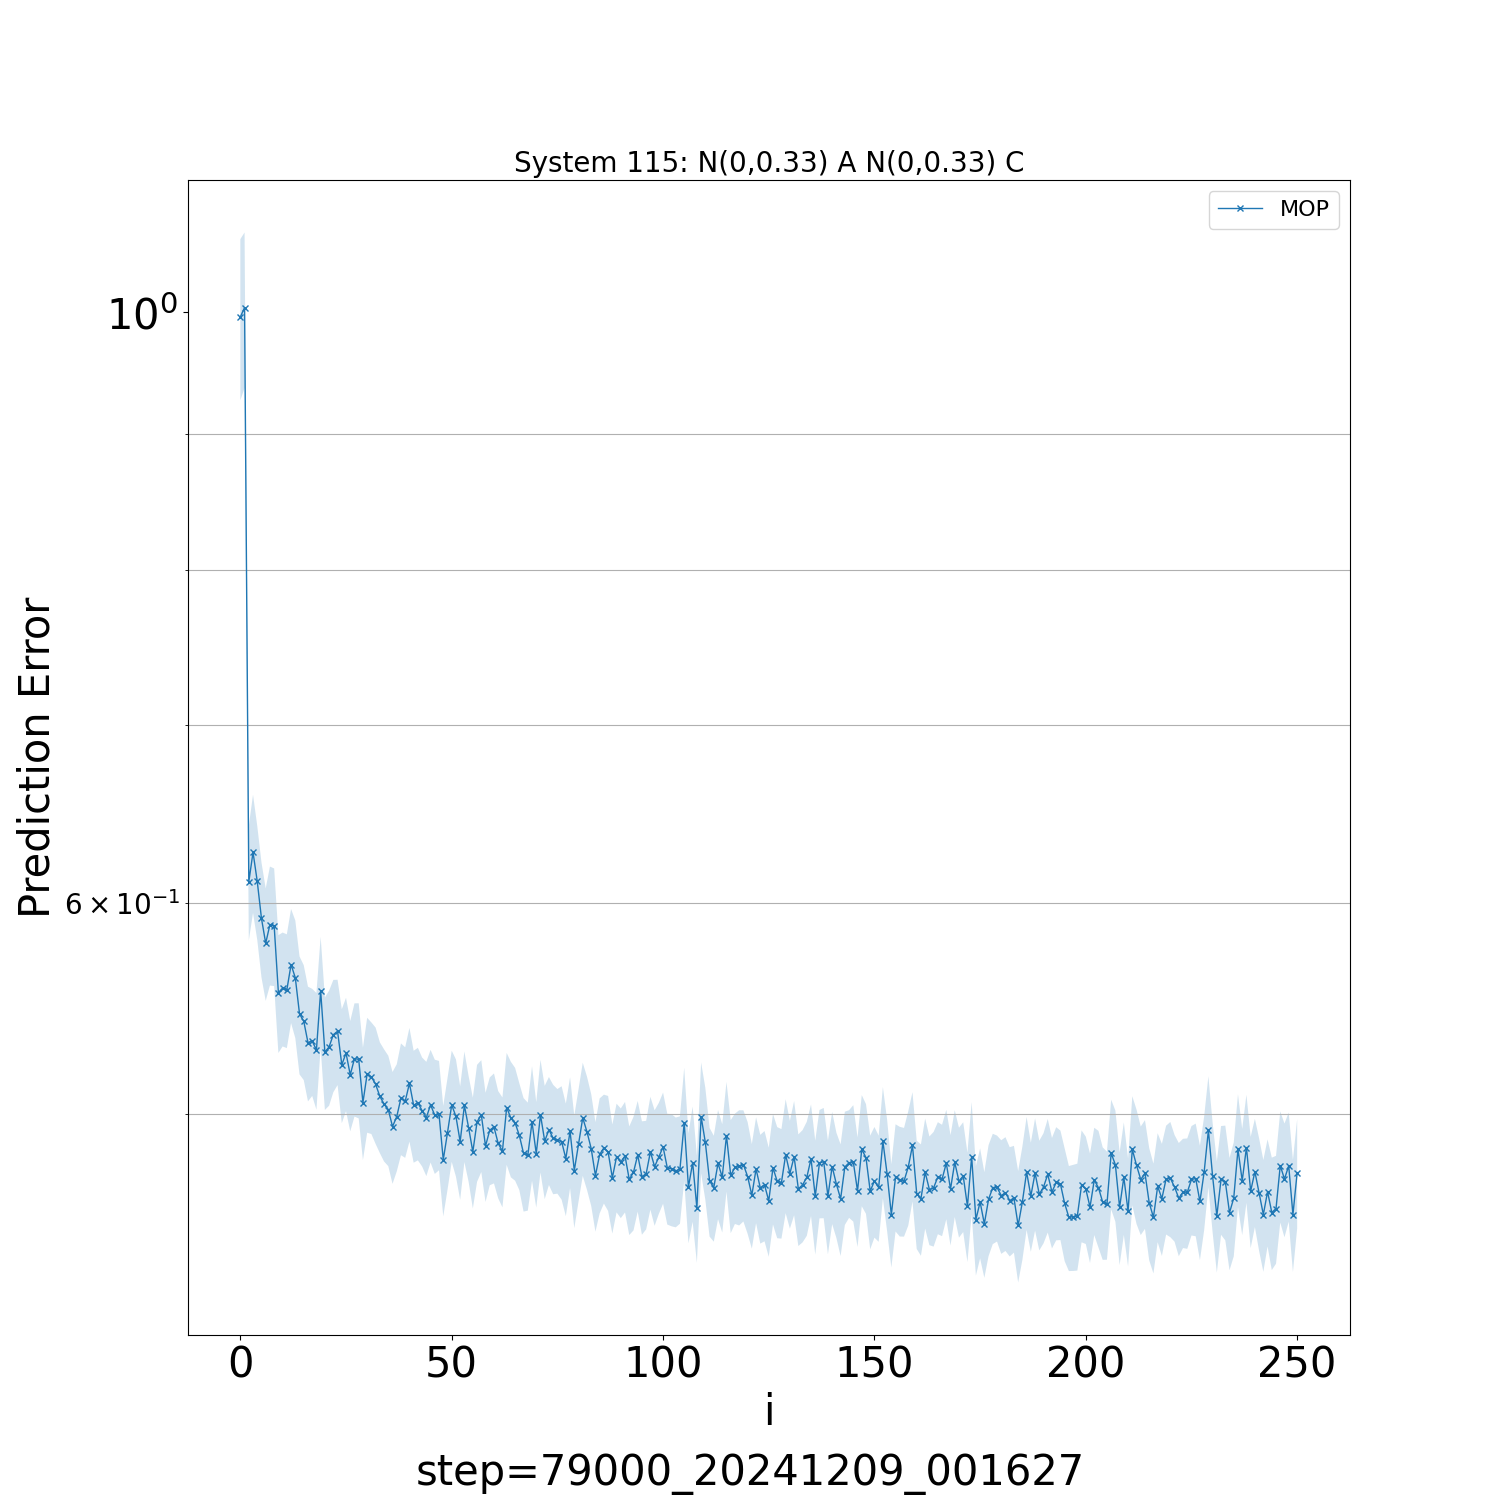 System 115: N(0,0.33) A N(0,0.33) C
MOP
10⁰
6 × 10⁻¹
Prediction Error
0 50 100 150 200 250
i
step=79000_20241209_001627